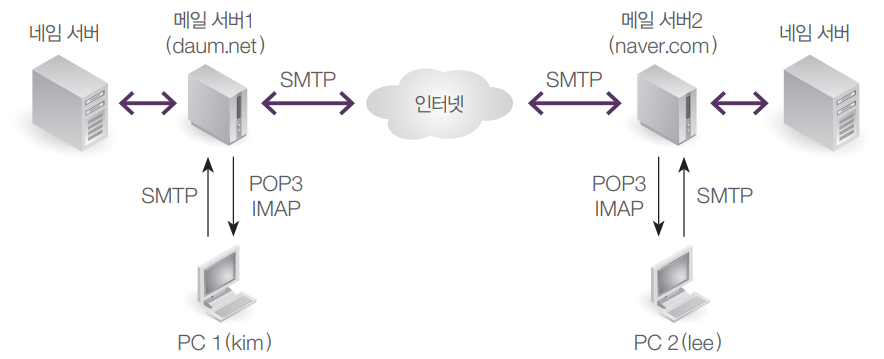 네임 서버
메일 서버1
(daum.net)
메일 서버2
(naver.com)
네임 서버
SMTP
인터넷
SMTP
SMTP
POP3
IMAP
POP3
IMAP
SMTP
PC 1(kim)
PC 2(lee)